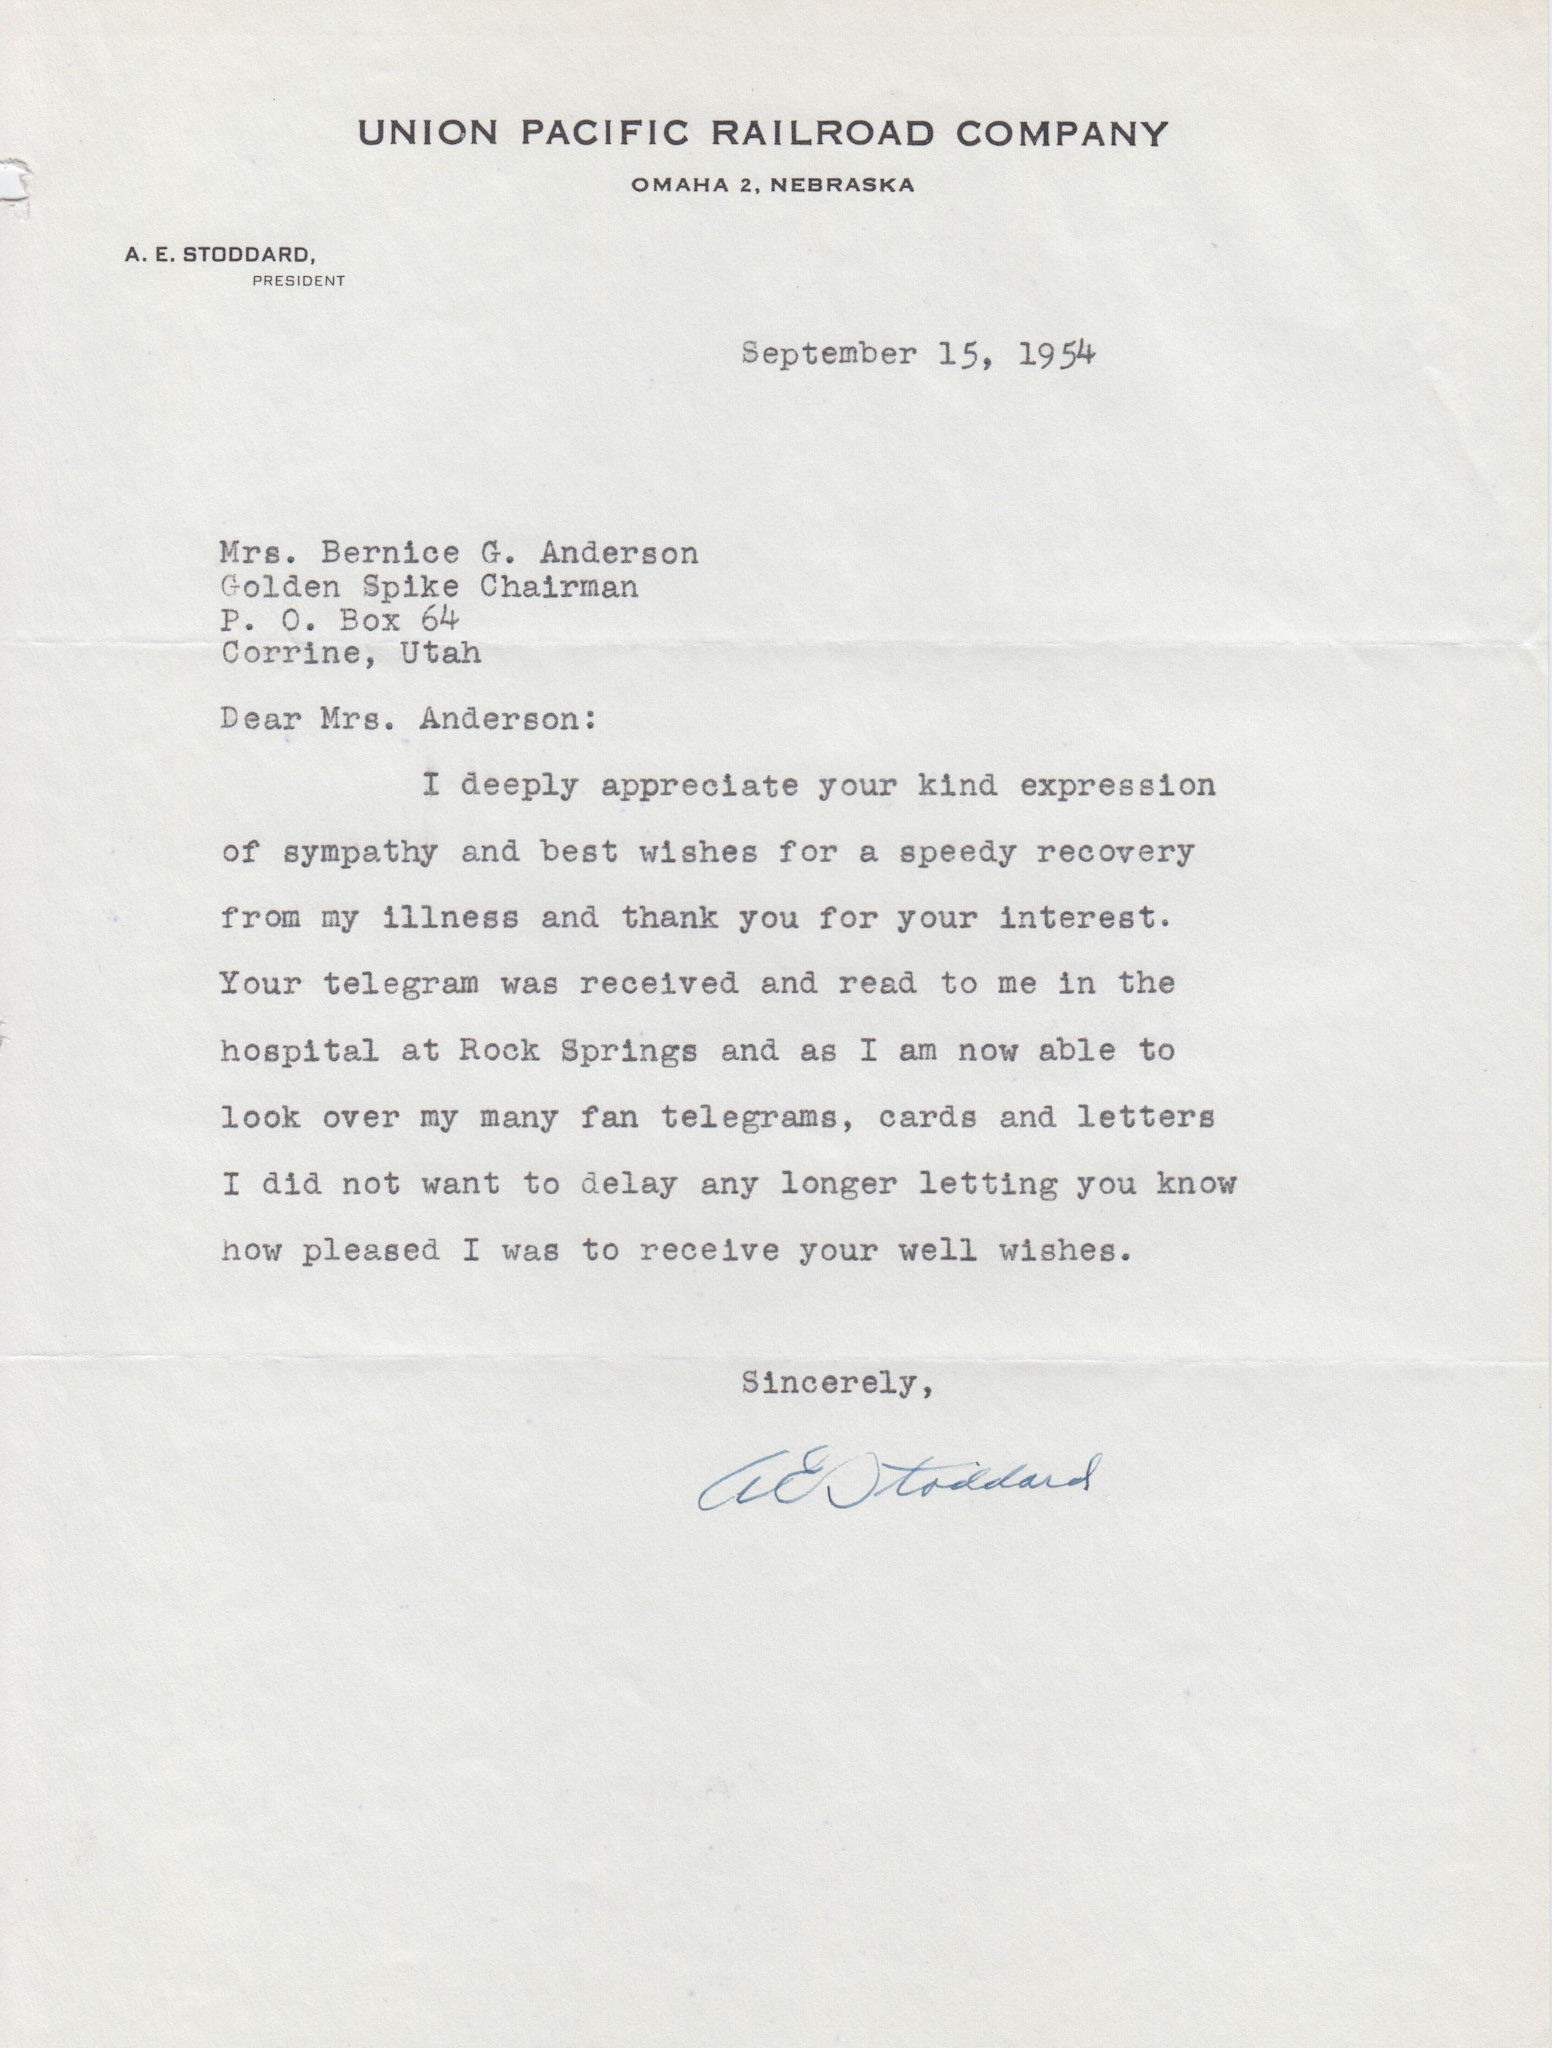 UNION PACIFIC RAILROAD COMPANY
OMAHA 2, NEBRASKA
A. E. STODDARD,
PRESIDENT
September 15, 1954
Mrs. Bernice G. Anderson
Golden Spike Chairman
P. O. Box 64
Corrine, Utah
Dear Mrs. Anderson:
I deeply appreciate your kind expression
of sympathy and best wishes for a speedy recovery
from my illness and thank you for your interest.
Your telegram was received and read to me in the
hospital at Rock Springs and as I am now able to
look over my many fan telegrams, cards and letters
I did not want to delay any longer letting you know
how pleased I was to receive your well wishes.
Sincerely,
A E Stoddard